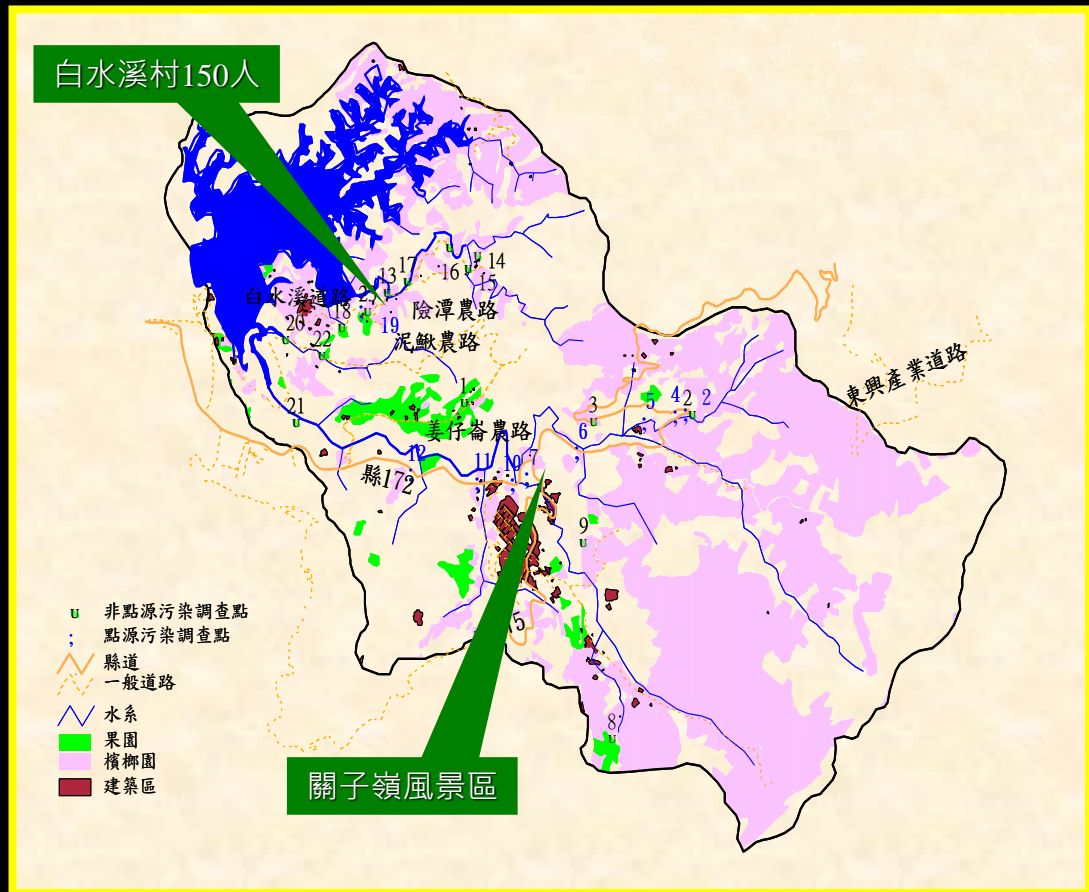 白水溪村150人
17
13
14
16
15
白水溪道路
23
18
19
險潭農路
20
22
泥鰍農路
東興產業道路
1
u
21
u
3
u
5
4
2
u
2
姜仔崙農路
6
12
11
10
7
縣172
9
u
8
u
u 非點源污染調查點
; 點源污染調查點
縣道
一般道路
水系
果園
檳榔園
建築區
關子嶺風景區